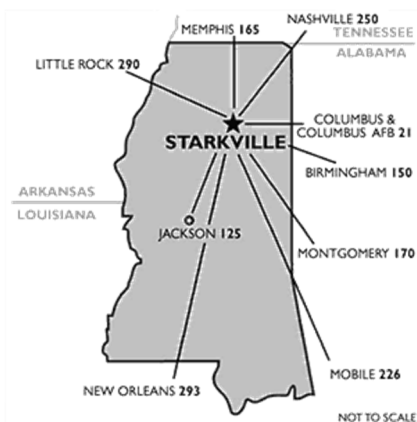 NASHVILLE 250
MEMPHIS 165
TENNESSEE
ALABAMA
LITTLE ROCK 290
COLUMBUS &
COLUMBUS AFB 21
STARKVILLE
BIRMINGHAM 150
ARKANSAS
LOUISIANA
JACKSON 125
MONTGOMERY 170
MOBILE 226
NEW ORLEANS 293
NOT TO SCALE